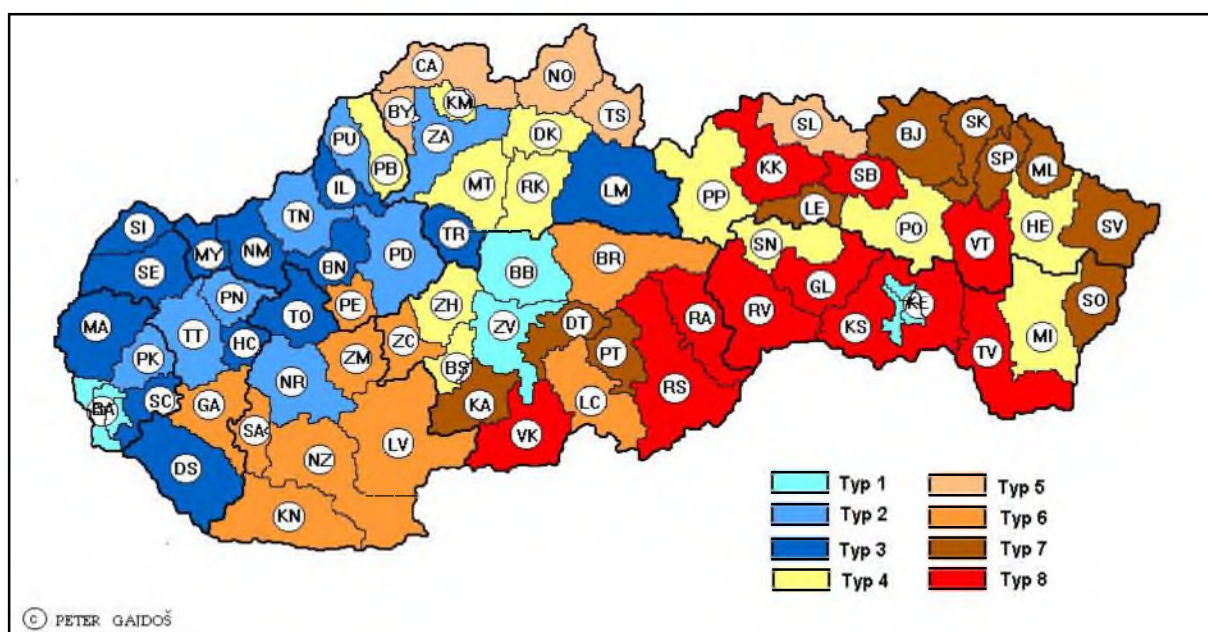 CA
NO
BY
KM
TS
PU
ZA
DK
SL
BJ
SK
SP
ML
PB
IL
MT
RK
LM
PP
KK
SB
LE
TN
TR
SI
MY
NM
SE
BN
PD
SN
PO
VT
HE
SV
BB
BR
PN
PE
ZH
GL
KE
SO
MA
TT
TO
HC
ZV
DT
RA
RV
KS
MI
PK
ZM
ZC
BS
PT
TV
NR
BA
SC
GA
KA
LC
RS
SA
LV
VK
DS
NZ
KN
Typ 1
Typ 2
Typ 3
Typ 4
Typ 5
Typ 6
Typ 7
Typ 8
© PETER GAJDOŠ